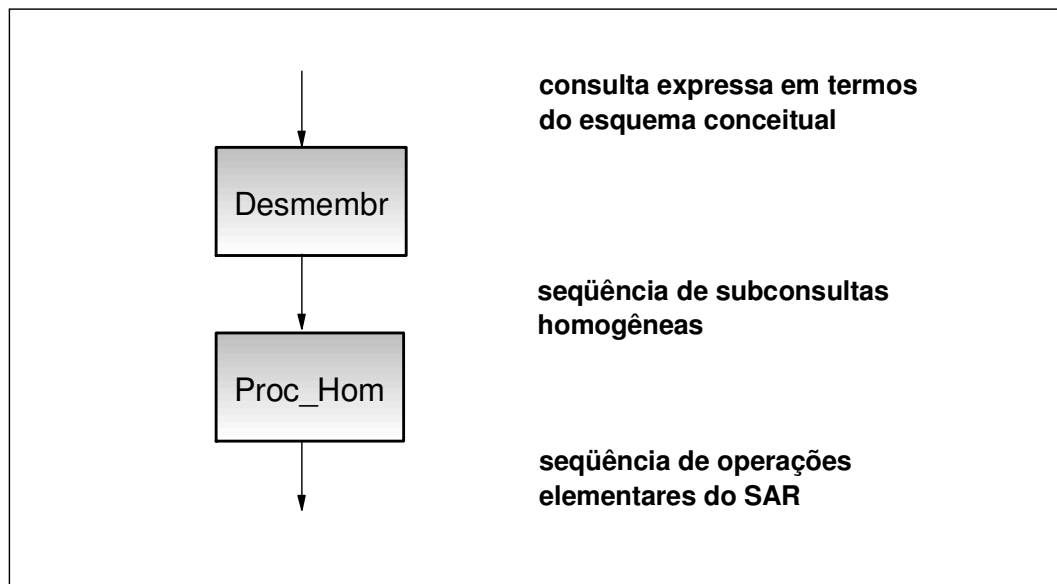 consulta expressa em termos
do esquema conceitual
Desmembr
seqüência de subconsultas
homogêneas
Proc_Hom
seqüência de operações
elementares do SAR